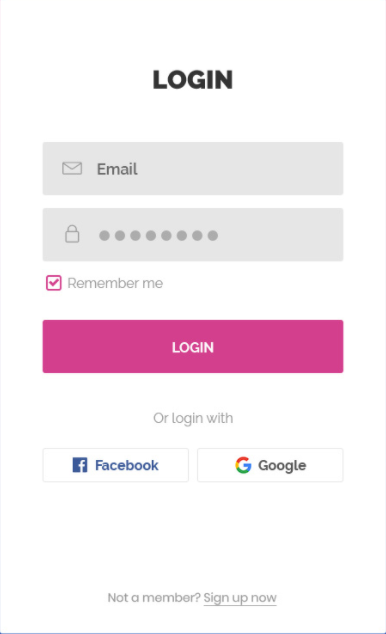 LOGIN
Email
Remember me
LOGIN
Or login with
Facebook
Google
Not a member? Sign up now